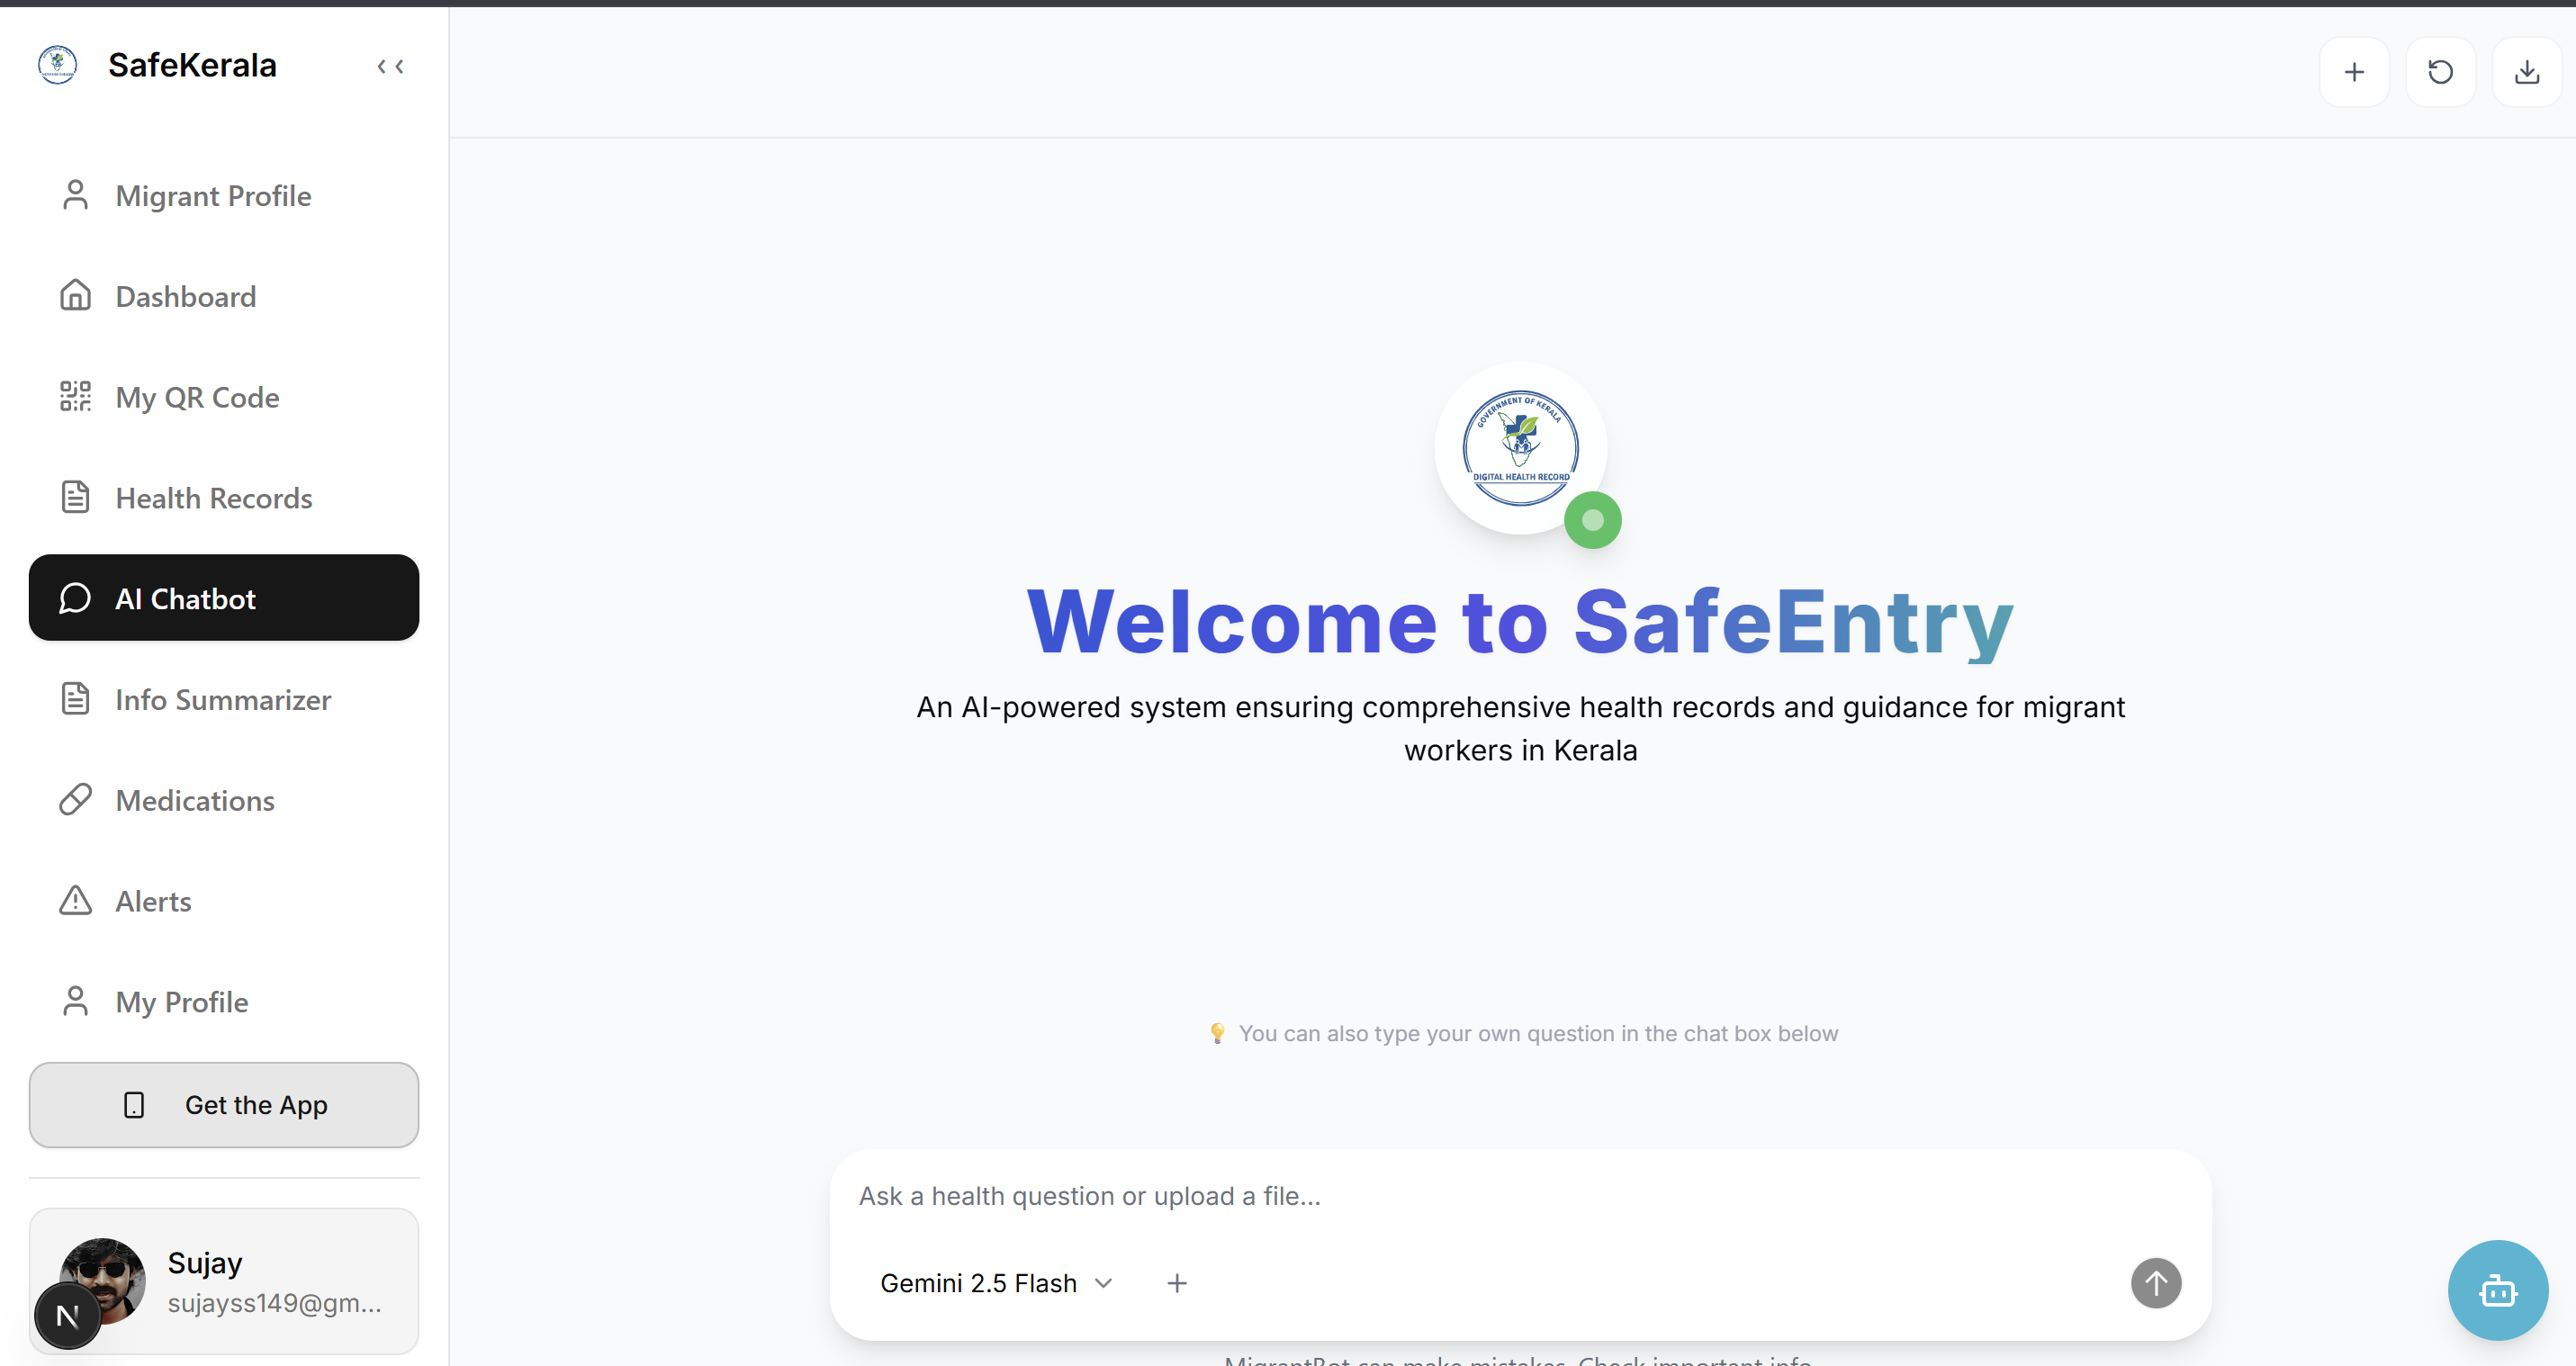 SafeKerala
Migrant Profile
Dashboard
My QR Code
Health Records
AI Chatbot
Info Summarizer
Medications
Alerts
My Profile
Get the App
Sujay
sujayss149@gm...
N
GOVERNMENT OF KERALA
DIGITAL HEALTH RECORD
Welcome to SafeEntry
An AI-powered system ensuring comprehensive health records and guidance for migrant
workers in Kerala
You can also type your own question in the chat box below
Ask a health question or upload a file...
Gemini 2.5 Flash
MigrantBot can make mistakes. Check important info.